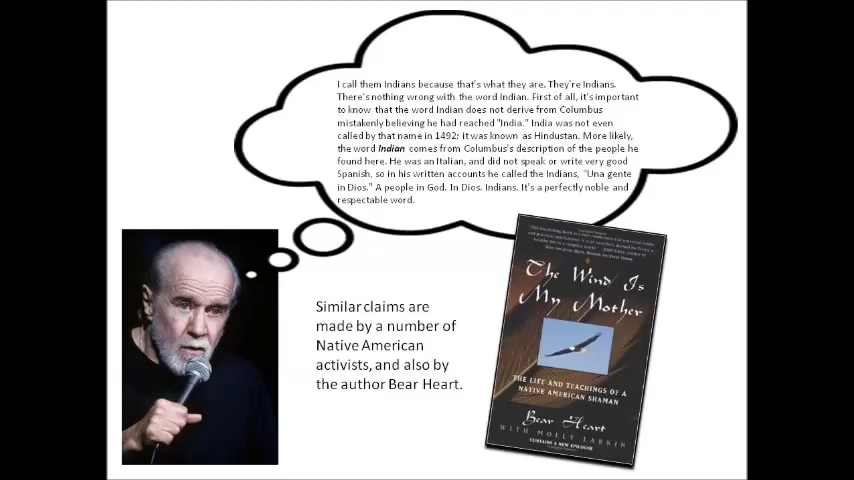 I call them Indians because that's what they are. They're Indians.
There's nothing wrong with the word Indian. First of all, it's important
to know that the word Indian does not derive from Columbus
mistakenly believing he had reached "India." India was not even
called by that name in 1492; it was known as Hindustan. More likely,
the word Indian comes from Columbus's description of the people he
found here. He was an Italian, and did not speak or write very good
Spanish, so in his written accounts he called the Indians, "Una gente
in Dios." A people in God. In Dios. Indians. It's a perfectly noble and
respectable word.
Similar claims are
made by a number of
Native American
activists, and also by
the author Bear Heart.
The Wind Is
My Mother
THE LIFE AND TEACHINGS OF A
NATIVE AMERICAN SHAMAN
Bear Heart
WITH MOLLY LARKIN
CONTAINS A NEW EPILOGUE